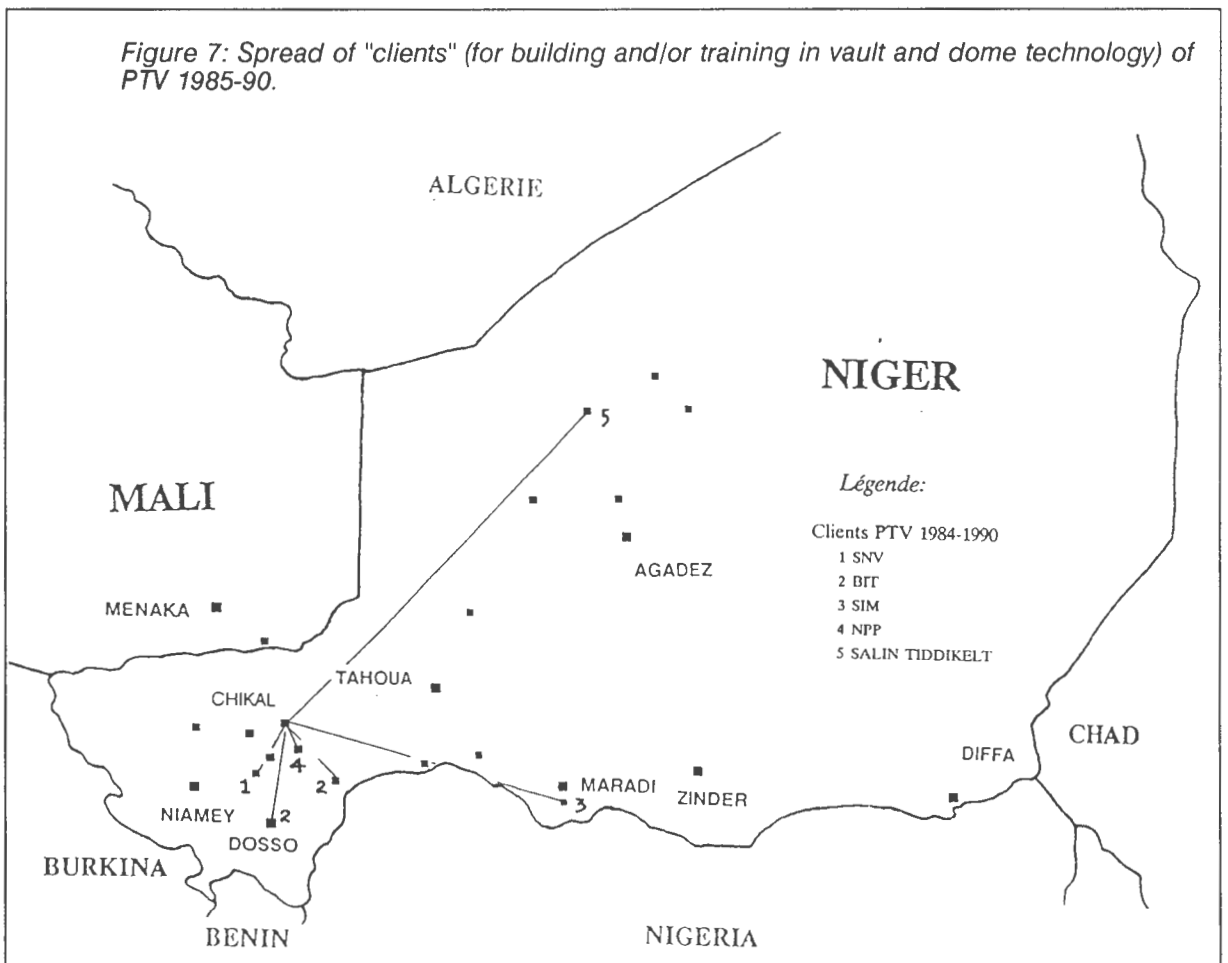 Figure 7: Spread of "clients" (for building and/or training in vault and dome technology) of
PTV 1985-90.
ALGERIE
NIGER
5
MALI
Légende:
Clients PTV 1984-1990
1 SNV
2 BIT
3 SIM
4 NPP
5 SALIN TIDDIKELT
AGADEZ
MENAKA
TAHOUA
CHIKAL
CHAD
DIFFA
4
1
2
MARADI
ZINDER
3
NIAMEY
2
DOSSO
BURKINA
BENIN
NIGERIA